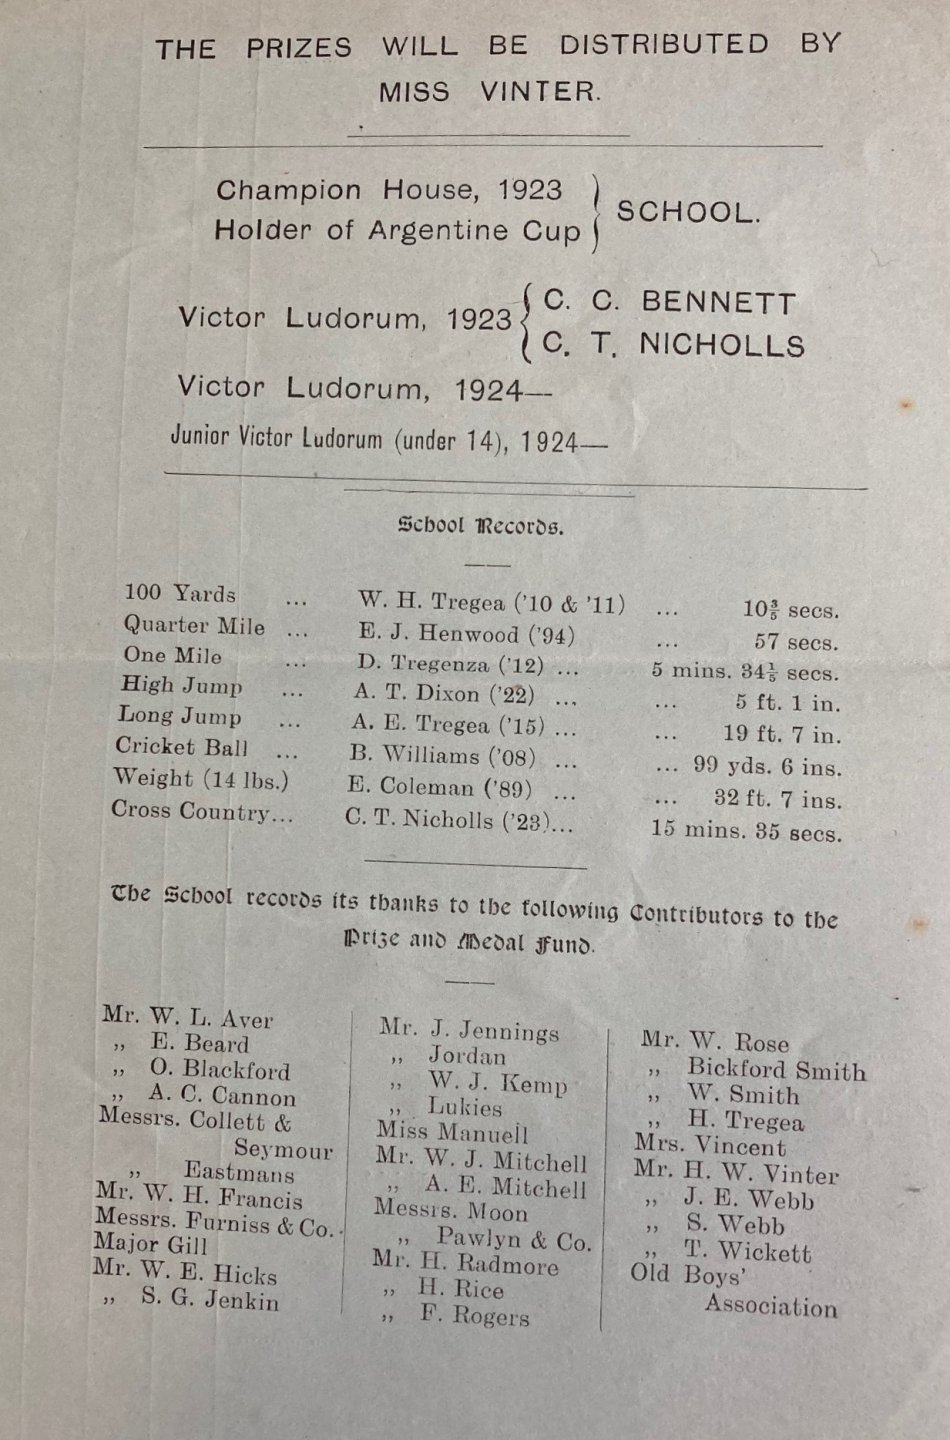 THE PRIZES WILL BE DISTRIBUTED BY
MISS VINTER.
Champion House, 1923
Holder of Argentine Cup } SCHOOL.
Victor Ludorum, 1923 { C. C. BENNETT
C. T. NICHOLLS
Victor Ludorum, 1924—
Junior Victor Ludorum (under 14), 1924—
School Records.
100 Yards ... W. H. Tregea ('10 & '11) ... 10⅗ secs.
Quarter Mile ... E. J. Henwood ('94) ... 57 secs.
One Mile ... D. Tregenza ('12) ... 5 mins. 34⅕ secs.
High Jump ... A. T. Dixon ('22) ... ... 5 ft. 1 in.
Long Jump ... A. E. Tregea ('15) ... ... 19 ft. 7 in.
Cricket Ball ... B. Williams ('08) ... ... 99 yds. 6 ins.
Weight (14 lbs.) E. Coleman ('89) ... ... 32 ft. 7 ins.
Cross Country... C. T. Nicholls ('23)... 15 mins. 35 secs.
The School records its thanks to the following Contributors to the
Prize and Medal Fund.
Mr. W. L. Aver
,, E. Beard
,, O. Blackford
,, A. C. Cannon
Messrs. Collett &
Seymour
,, Eastmans
Mr. W. H. Francis
Messrs. Furniss & Co.
Major Gill
Mr. W. E. Hicks
,, S. G. Jenkin
Mr. J. Jennings
,, Jordan
,, W. J. Kemp
,, Lukies
Miss Manuell
Mr. W. J. Mitchell
,, A. E. Mitchell
Messrs. Moon
,, Pawlyn & Co.
Mr. H. Radmore
,, H. Rice
,, F. Rogers
Mr. W. Rose
,, Bickford Smith
,, W. Smith
,, H. Tregea
Mrs. Vincent
Mr. H. W. Vinter
,, J. E. Webb
,, S. Webb
,, T. Wickett
Old Boys'
Association